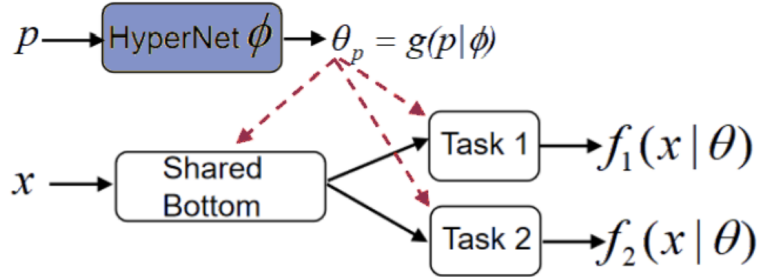 p HyperNet ϕ θ_p = g(p|ϕ)
Task 1 f_1(x|θ)
x Shared
Bottom
Task 2 f_2(x|θ)